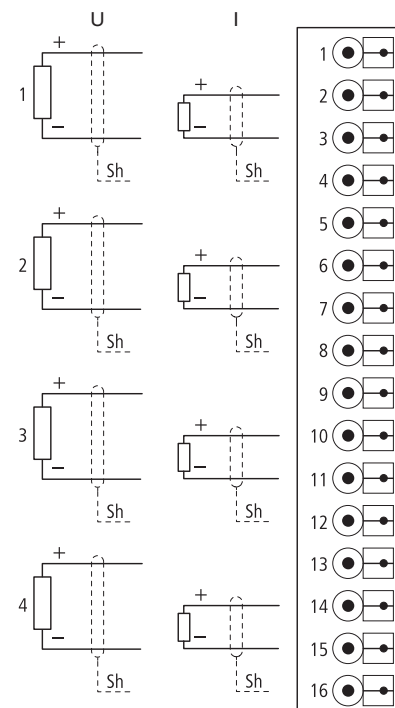 U I
+ 1
1 + 2
– – 3
Sh Sh 4
+ 5
2 + 6
– – 7
Sh Sh 8
+ 9
3 + 10
– – 11
Sh Sh 12
+ 13
4 + 14
– – 15
Sh Sh 16